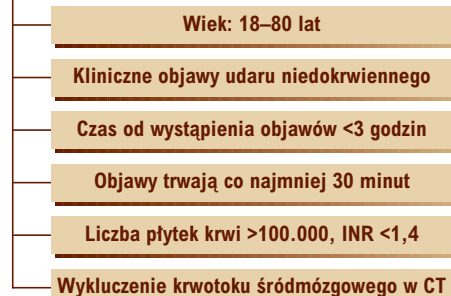 Wiek: 18–80 lat
Kliniczne objawy udaru niedokrwiennego
Czas od wystąpienia objawów <3 godzin
Objawy trwają co najmniej 30 minut
Liczba płytek krwi >100.000, INR <1,4
Wykluczenie krwotoku śródmózgowego w CT